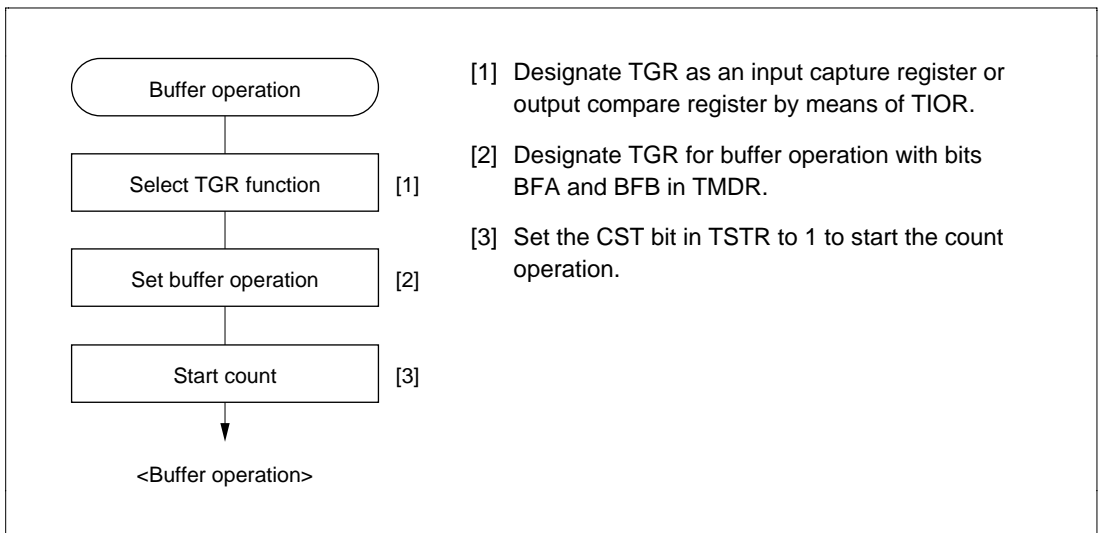 Buffer operation
Select TGR function [1]
Set buffer operation [2]
Start count [3]
<Buffer operation>
[1] Designate TGR as an input capture register or
output compare register by means of TIOR.
[2] Designate TGR for buffer operation with bits
BFA and BFB in TMDR.
[3] Set the CST bit in TSTR to 1 to start the count
operation.